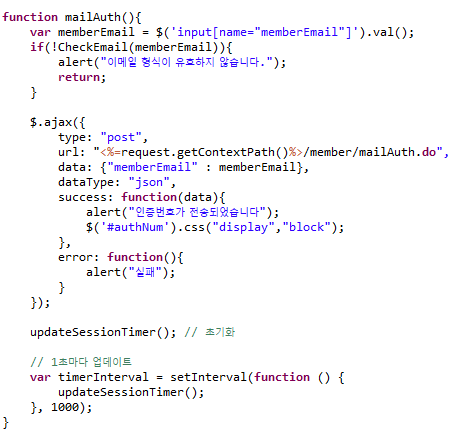 function mailAuth(){
    var memberEmail = $('input[name="memberEmail"]').val();
    if(!CheckEmail(memberEmail)){
        alert("이메일 형식이 유효하지 않습니다.");
        return;
    }

    $.ajax({
        type: "post",
        url: "<%=request.getContextPath()%>/member/mailAuth.do",
        data: {"memberEmail" : memberEmail},
        dataType: "json",
        success: function(data){
            alert("인증번호가 전송되었습니다");
            $('#authNum').css("display","block");
        },
        error: function(){
            alert("실패");
        }
    });

    updateSessionTimer(); // 초기화

    // 1초마다 업데이트
    var timerInterval = setInterval(function () {
        updateSessionTimer();
    }, 1000);
}